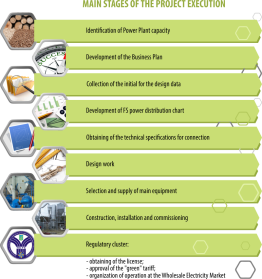 MAIN STAGES OF THE PROJECT EXECUTION
Identification of Power Plant capacity
Development of the Business Plan
Collection of the initial for the design data
Development of FS power distribution chart
Obtaining of the technical specifications for connection
Design work
Selection and supply of main equipment
Construction, installation and commissioning
Regulatory cluster:
- obtaining of the license;
- approval of the "green" tariff;
- organization of operation at the Wholesale Electricity Market